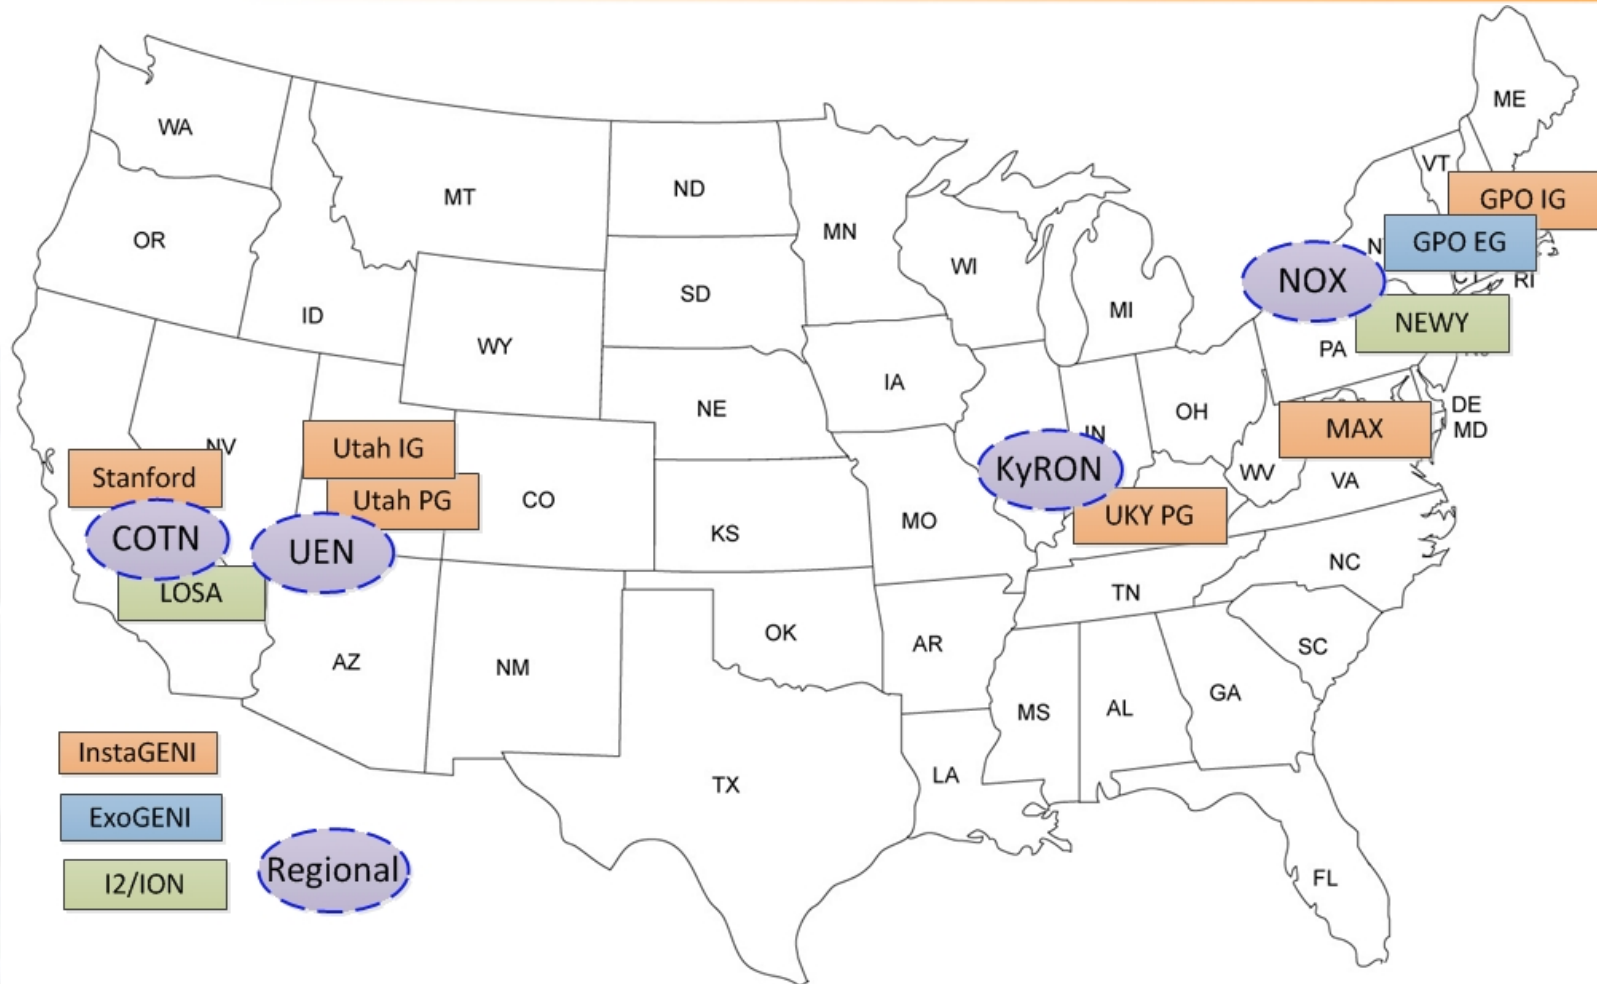 ME
WA
VT
MT
ND
GPO IG
OR
MN
N
GPO EG
WI
NOX
RI
CT
SD
ID
MI
NEWY
WY
PA
IA
NE
OH
DE
MAX
MD
IN
NV
Utah IG
KyRON
WV
Stanford
VA
Utah PG
CO
UKY PG
MO
KS
COTN
UEN
NC
LOSA
TN
OK
AR
SC
AZ
NM
GA
MS
AL
InstaGENI
LA
TX
ExoGENI
Regional
I2/ION
FL